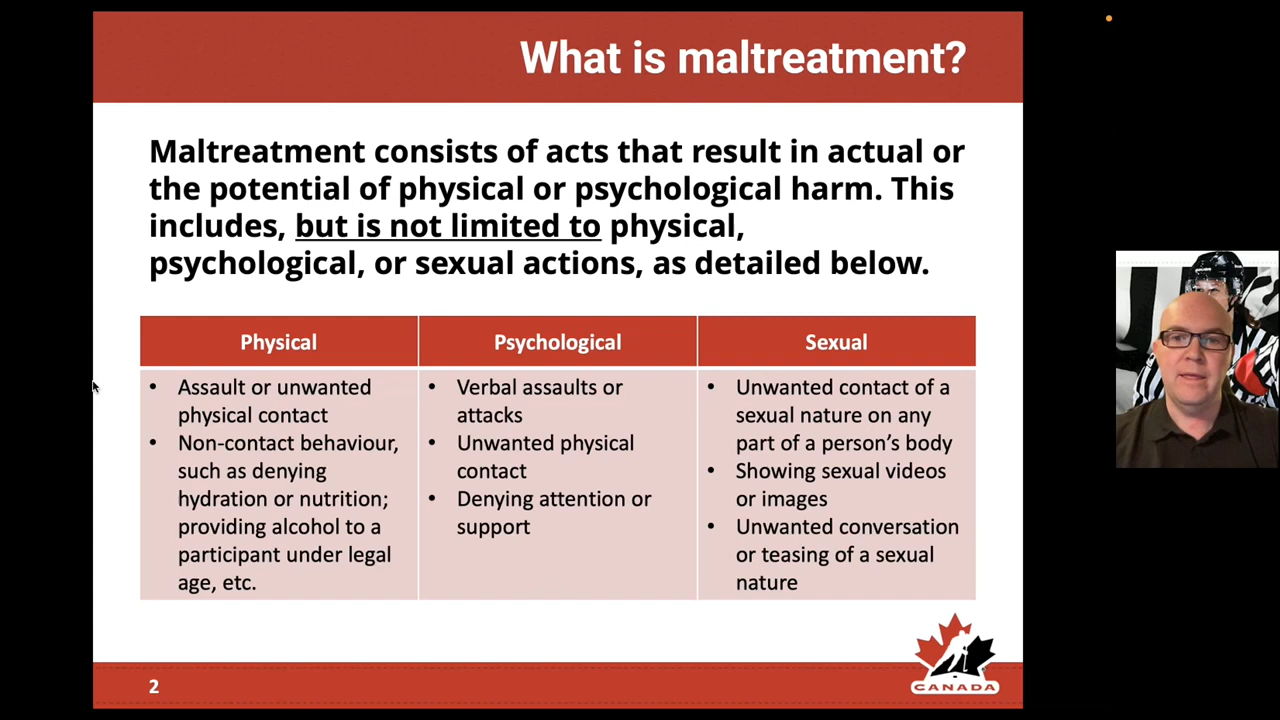 What is maltreatment?
Maltreatment consists of acts that result in actual or
the potential of physical or psychological harm. This
includes, but is not limited to physical,
psychological, or sexual actions, as detailed below.
Physical
• Assault or unwanted
physical contact
• Non-contact behaviour,
such as denying
hydration or nutrition;
providing alcohol to a
participant under legal
age, etc.
Psychological
• Verbal assaults or
attacks
• Unwanted physical
contact
• Denying attention or
support
Sexual
• Unwanted contact of a
sexual nature on any
part of a person’s body
• Showing sexual videos
or images
• Unwanted conversation
or teasing of a sexual
nature
2
CANADA